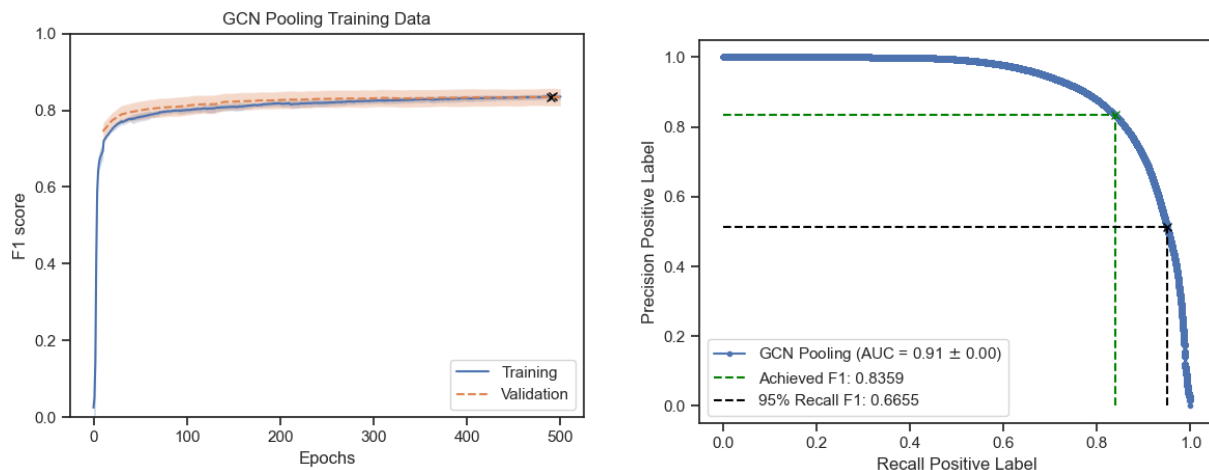 GCN Pooling Training Data
1.0
0.8
0.6
0.4
0.2
0.0
F1 score
0
100
200
300
400
500
Epochs
Training
Validation
1.0
0.8
0.6
0.4
0.2
0.0
Precision Positive Label
0.0
0.2
0.4
0.6
0.8
1.0
Recall Positive Label
GCN Pooling (AUC = 0.91 ± 0.00)
Achieved F1: 0.8359
95% Recall F1: 0.6655